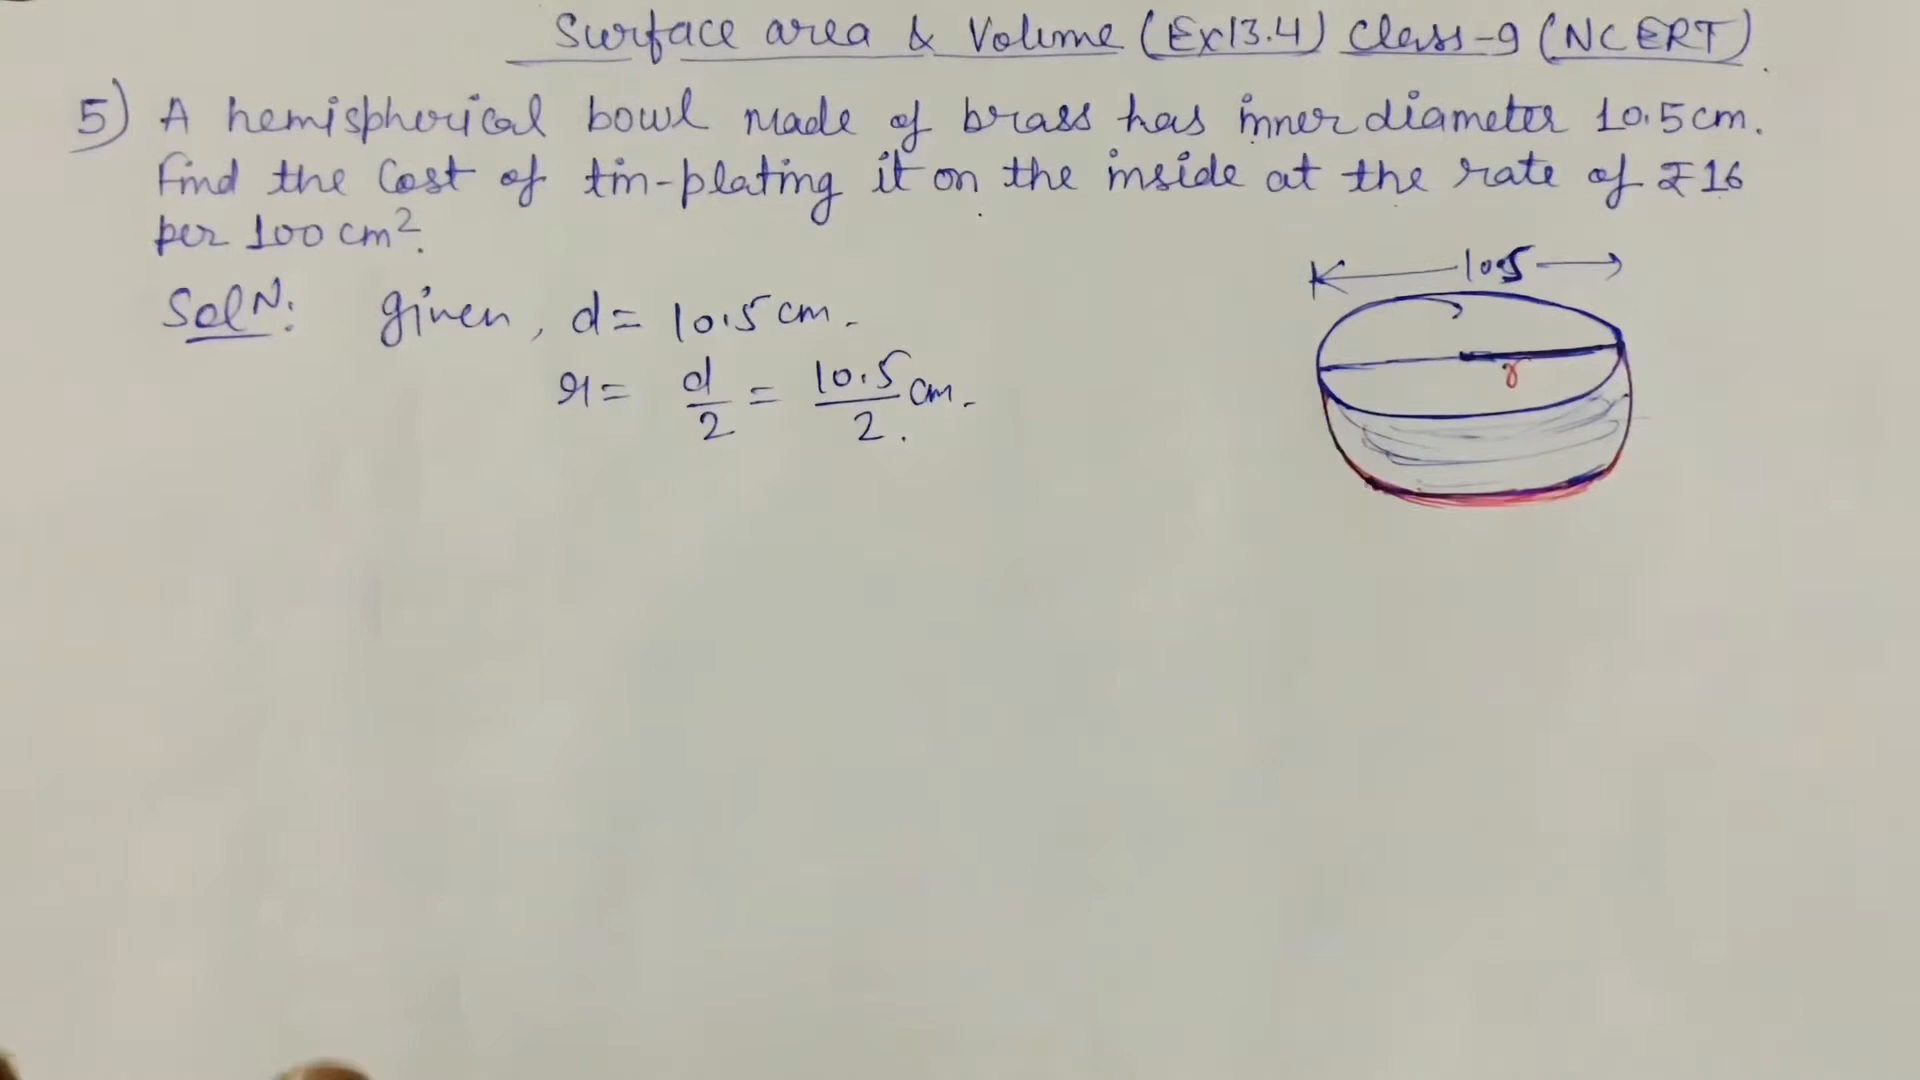 Surface area & Volume (Ex13.4) Class-9 (NCERT)
5) A hemispherical bowl made of brass has inner diameter 10.5cm.
Find the Cost of tin-plating it on the inside at the rate of ₹16
per 100 cm².
Sol N: given, d = 10.5 cm.
r = d/2 = 10.5/2 cm.
10.5
r